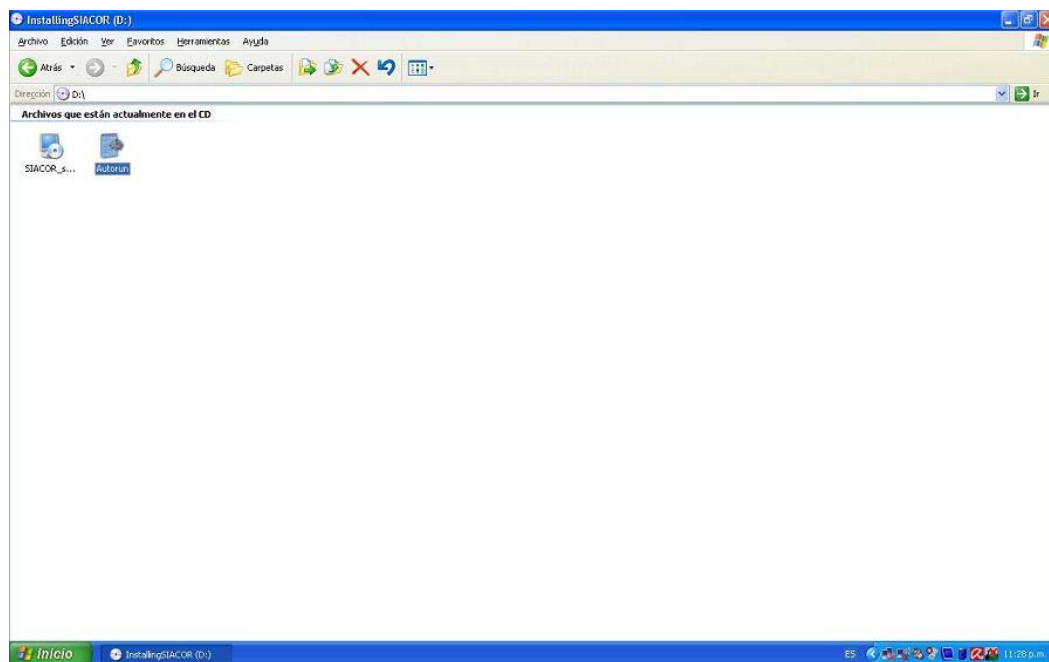 InstallingSIACOR (D:)
Archivo Edición Ver Favoritos Herramientas Ayuda
Atrás Búsqueda Carpetas
Dirección D:\ Ir
Archivos que están actualmente en el CD
SIACOR_s... Autorun
Inicio InstallingSIACOR (D:) ES 11:28 p.m.